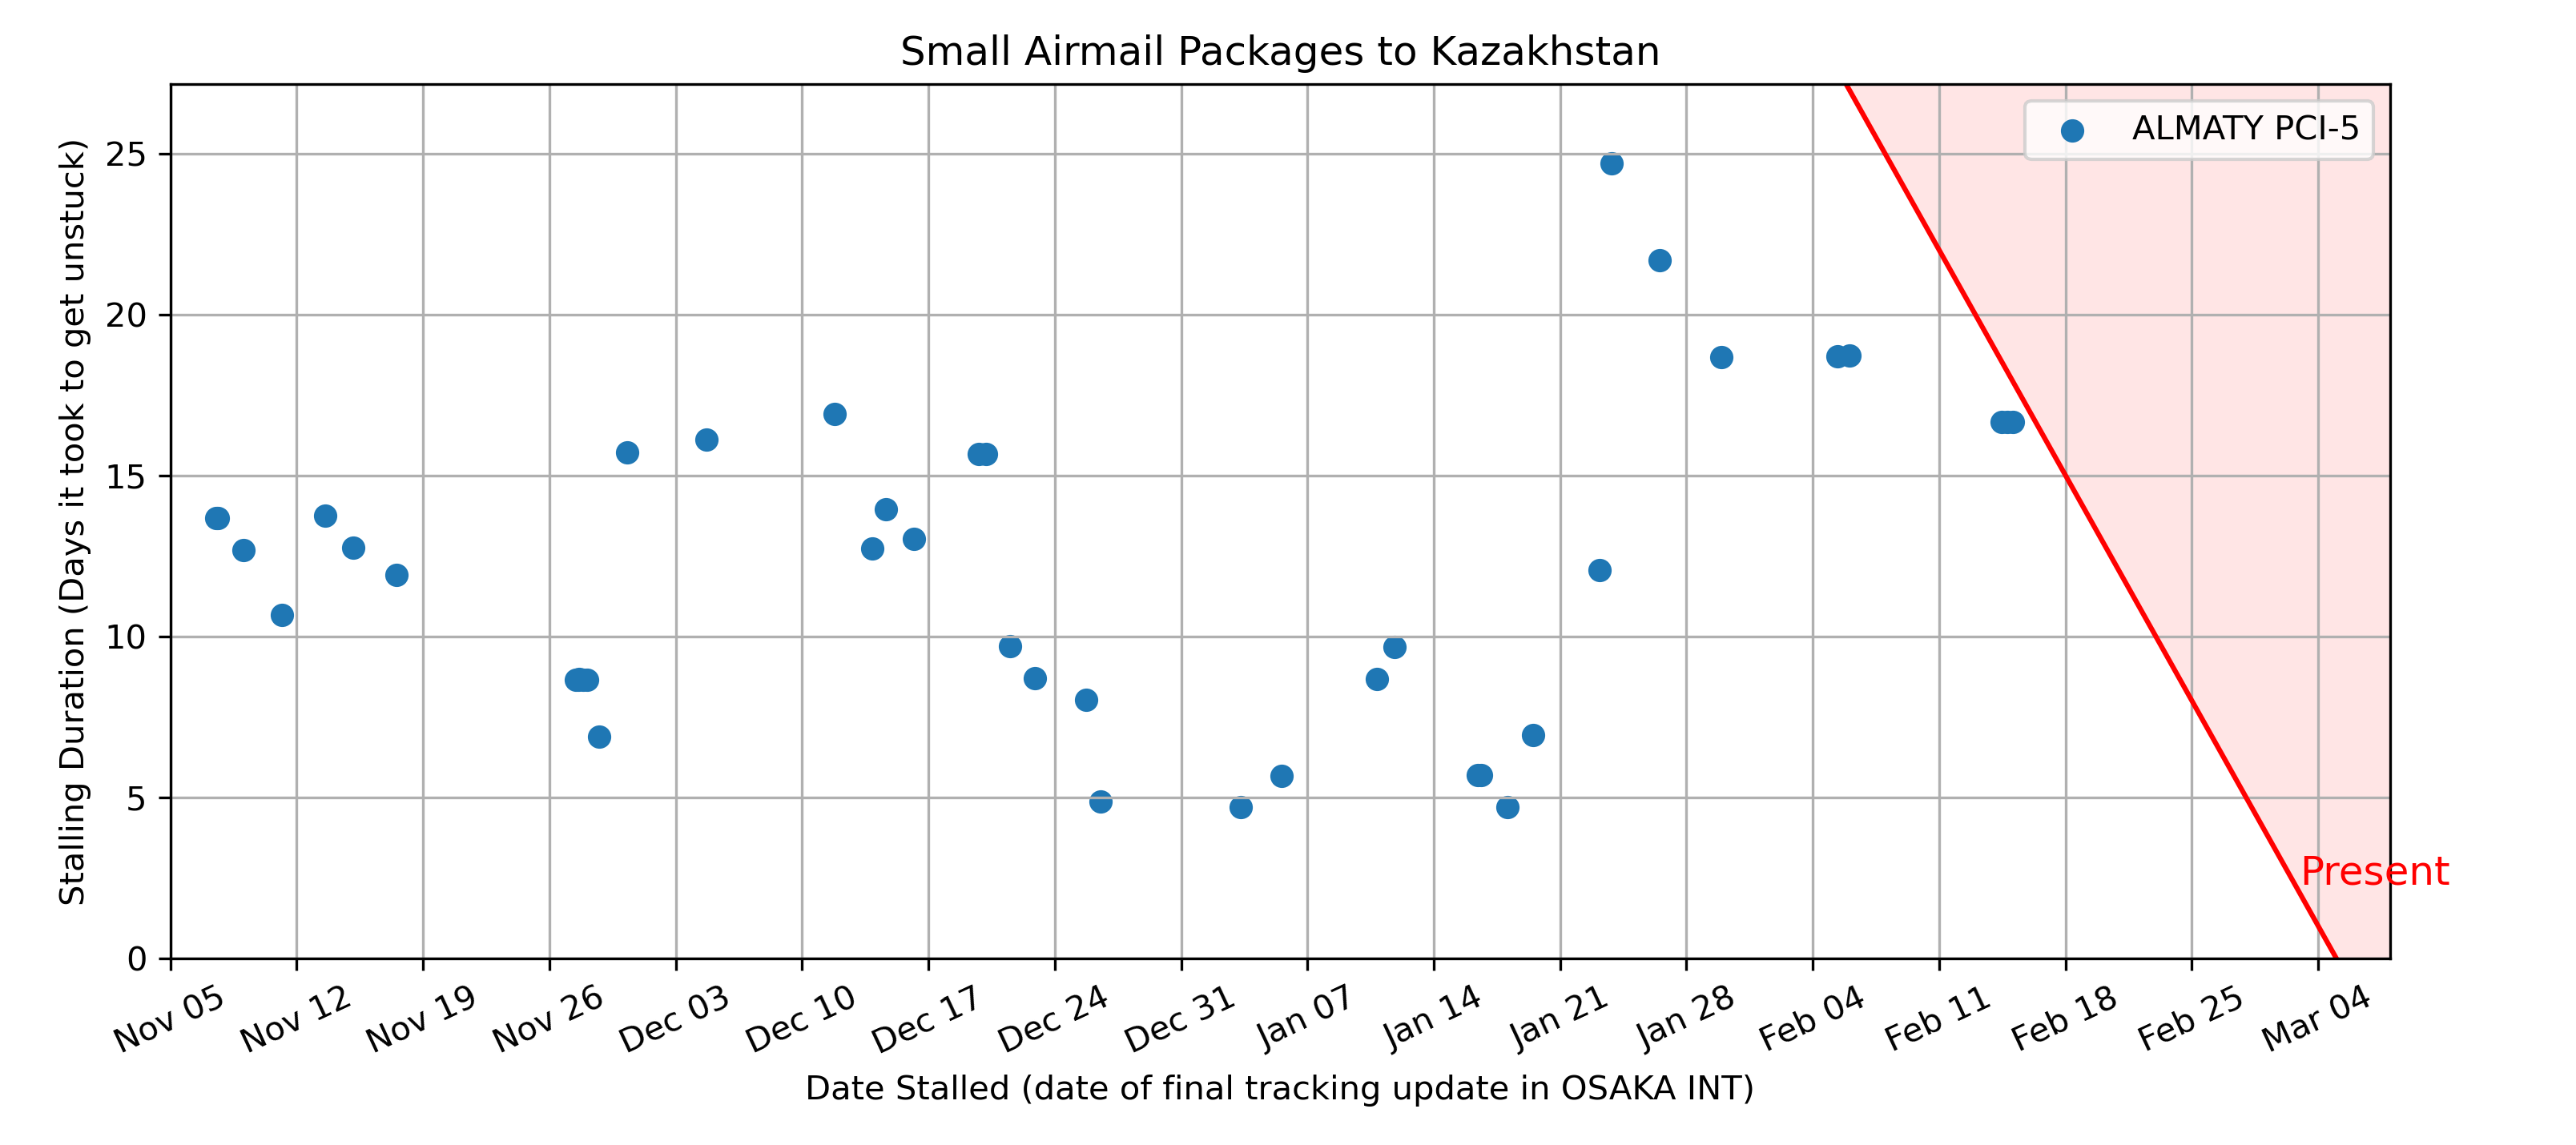 Small Airmail Packages to Kazakhstan
ALMATY PCI-5
Stalling Duration (Days it took to get unstuck)
25
20
15
10
5
0
Present
Nov 05
Nov 12
Nov 19
Nov 26
Dec 03
Dec 10
Dec 17
Dec 24
Dec 31
Jan 07
Jan 14
Jan 21
Jan 28
Feb 04
Feb 11
Feb 18
Feb 25
Mar 04
Date Stalled (date of final tracking update in OSAKA INT)